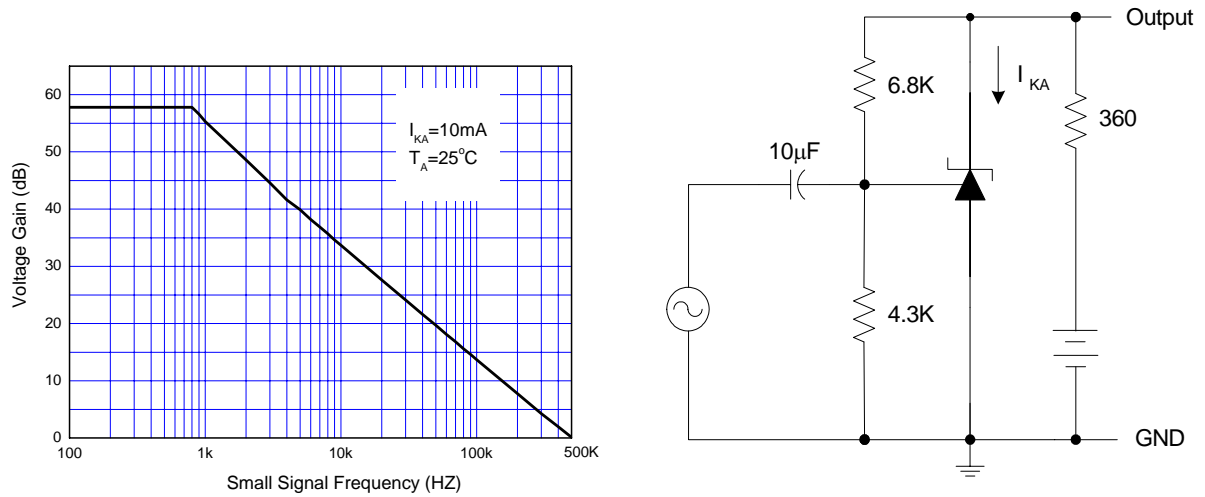 60
50
40
30
20
10
0
Voltage Gain (dB)
I_KA=10mA
T_A=25°C
100
1k
10k
100k
500K
Small Signal Frequency (HZ)
Output
6.8K
I_KA
360
10μF
4.3K
GND